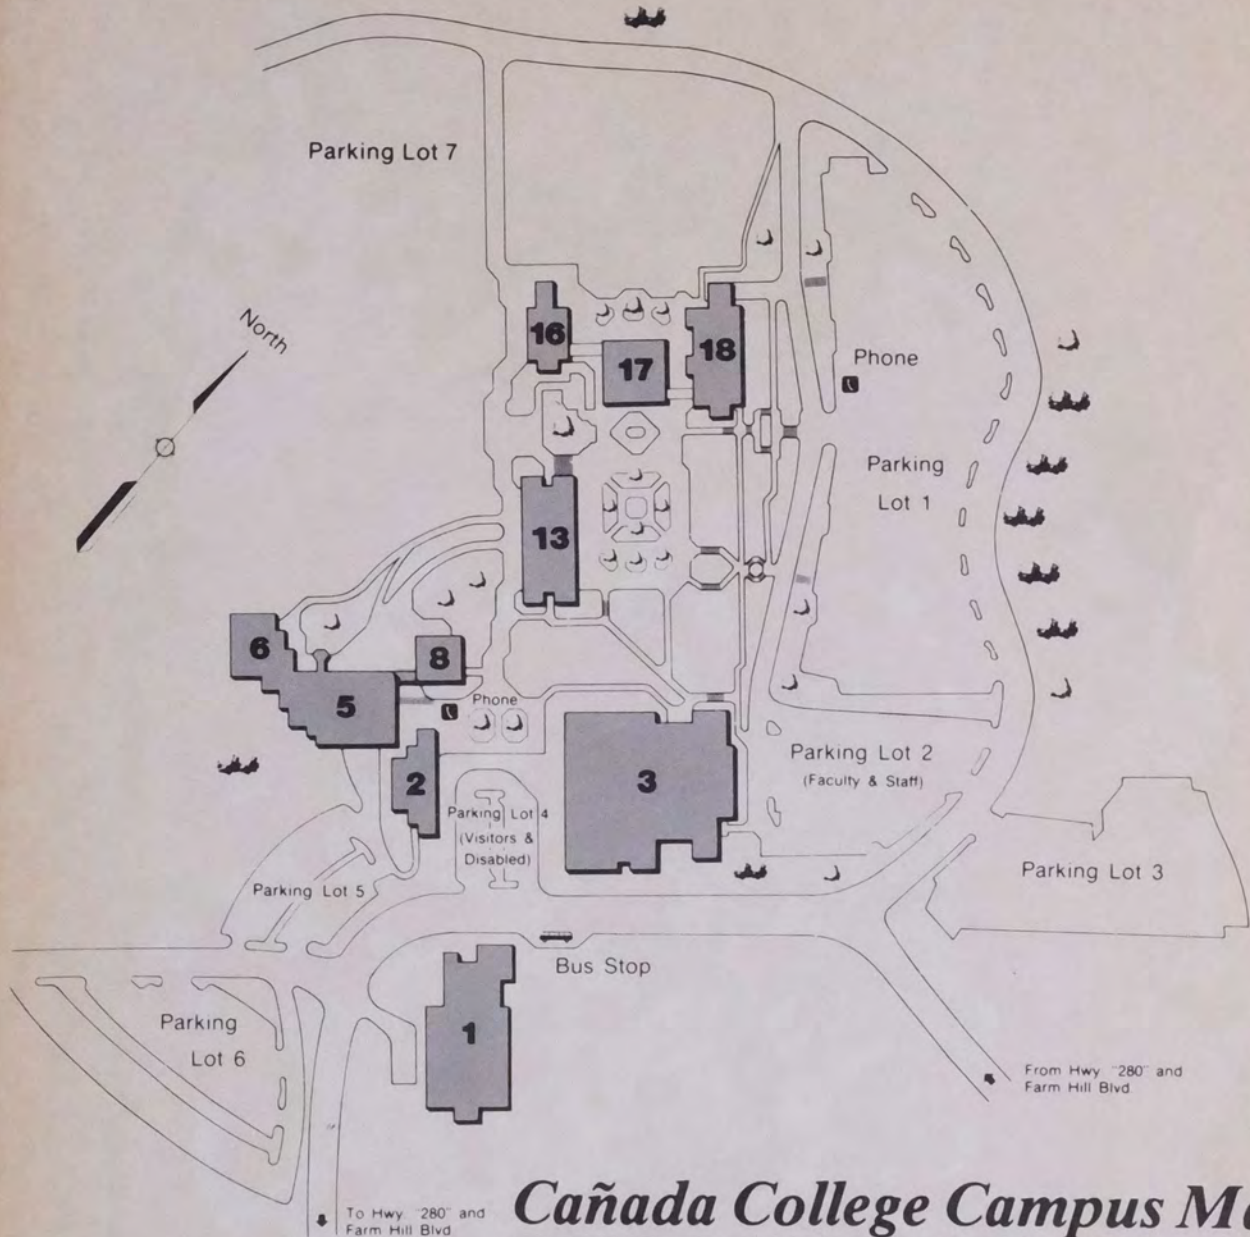 Parking Lot 7
North
16
17
18
Phone
Parking
Lot 1
13
6
8
5
Phone
2
3
Parking Lot 2
(Faculty & Staff)
Parking Lot 4
(Visitors &
Disabled)
Parking Lot 3
Parking Lot 5
Bus Stop
Parking
Lot 6
1
From Hwy "280" and
Farm Hill Blvd
To Hwy "280" and
Farm Hill Blvd
Cañada College Campus Ma